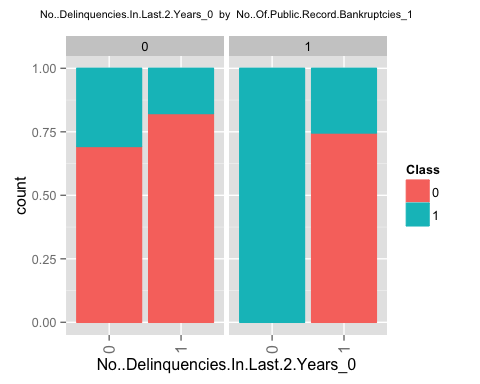 No..Delinquencies.In.Last.2.Years_0 by No..Of.Public.Record.Bankruptcies_1
0 1
1.00
0.75
0.50
0.25
0.00
count
0 1 0 1
No..Delinquencies.In.Last.2.Years_0
Class
0
1